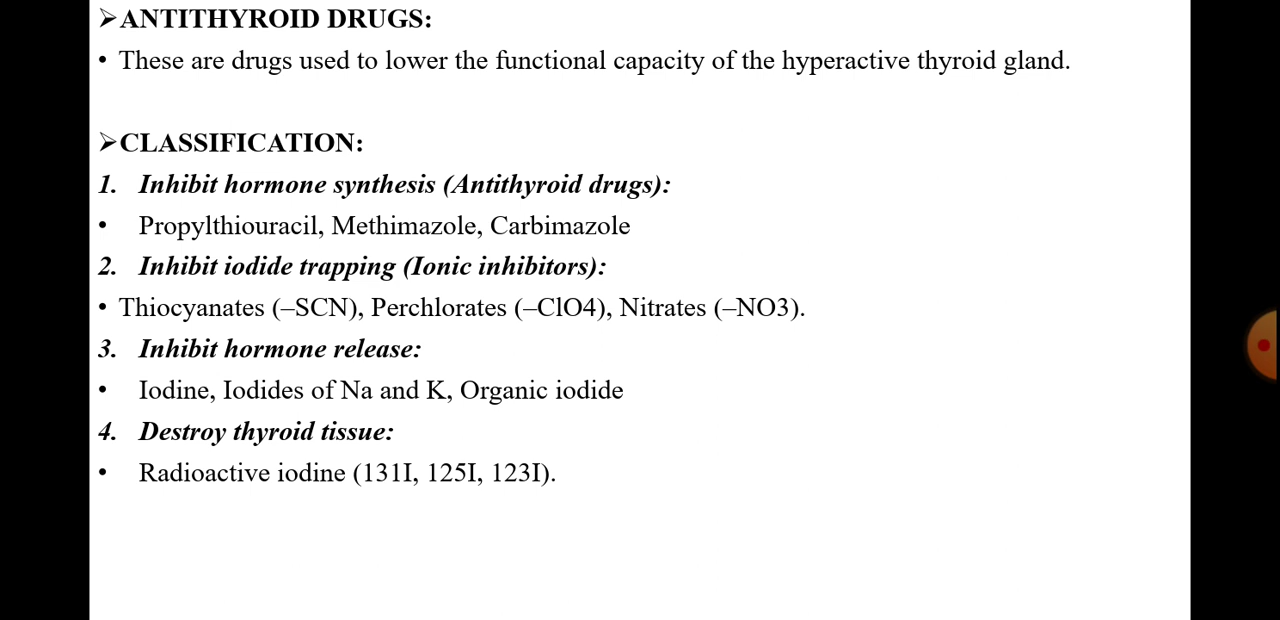 ➢ANTITHYROID DRUGS:
• These are drugs used to lower the functional capacity of the hyperactive thyroid gland.
➢CLASSIFICATION:
1. Inhibit hormone synthesis (Antithyroid drugs):
• Propylthiouracil, Methimazole, Carbimazole
2. Inhibit iodide trapping (Ionic inhibitors):
• Thiocyanates (–SCN), Perchlorates (–ClO4), Nitrates (–NO3).
3. Inhibit hormone release:
• Iodine, Iodides of Na and K, Organic iodide
4. Destroy thyroid tissue:
• Radioactive iodine (131I, 125I, 123I).